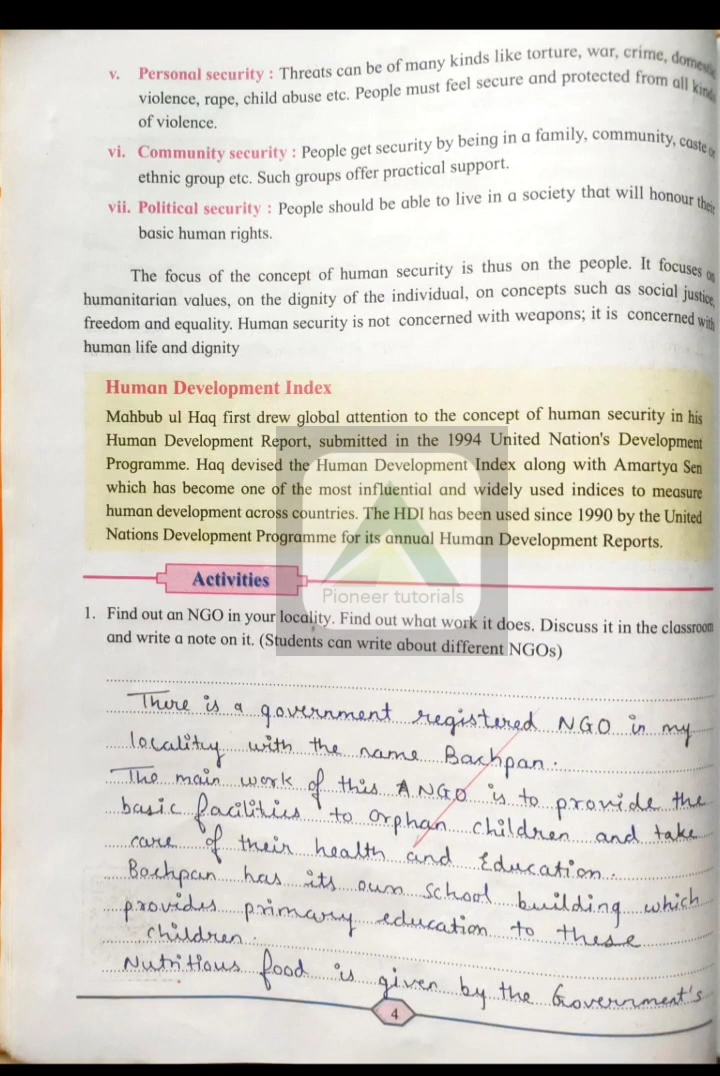 v. Personal security : Threats can be of many kinds like torture, war, crime, domestic
violence, rape, child abuse etc. People must feel secure and protected from all kinds
of violence.
vi. Community security : People get security by being in a family, community, caste or
ethnic group etc. Such groups offer practical support.
vii. Political security : People should be able to live in a society that will honour their
basic human rights.
The focus of the concept of human security is thus on the people. It focuses on
humanitarian values, on the dignity of the individual, on concepts such as social justice,
freedom and equality. Human security is not concerned with weapons; it is concerned with
human life and dignity
Human Development Index
Mahbub ul Haq first drew global attention to the concept of human security in his
Human Development Report, submitted in the 1994 United Nation's Development
Programme. Haq devised the Human Development Index along with Amartya Sen
which has become one of the most influential and widely used indices to measure
human development across countries. The HDI has been used since 1990 by the United
Nations Development Programme for its annual Human Development Reports.
Activities
Pioneer tutorials
1. Find out an NGO in your locality. Find out what work it does. Discuss it in the classroom
and write a note on it. (Students can write about different NGOs)
There is a government registered NGO in my
locality with the name Bachpan.
The main work of this NGO is to provide the
basic facilities to orphan children and take
care of their health and Education.
Bachpan has its own school building which
provides primary education to these
children.
Nutritious food is given by the Government's
4